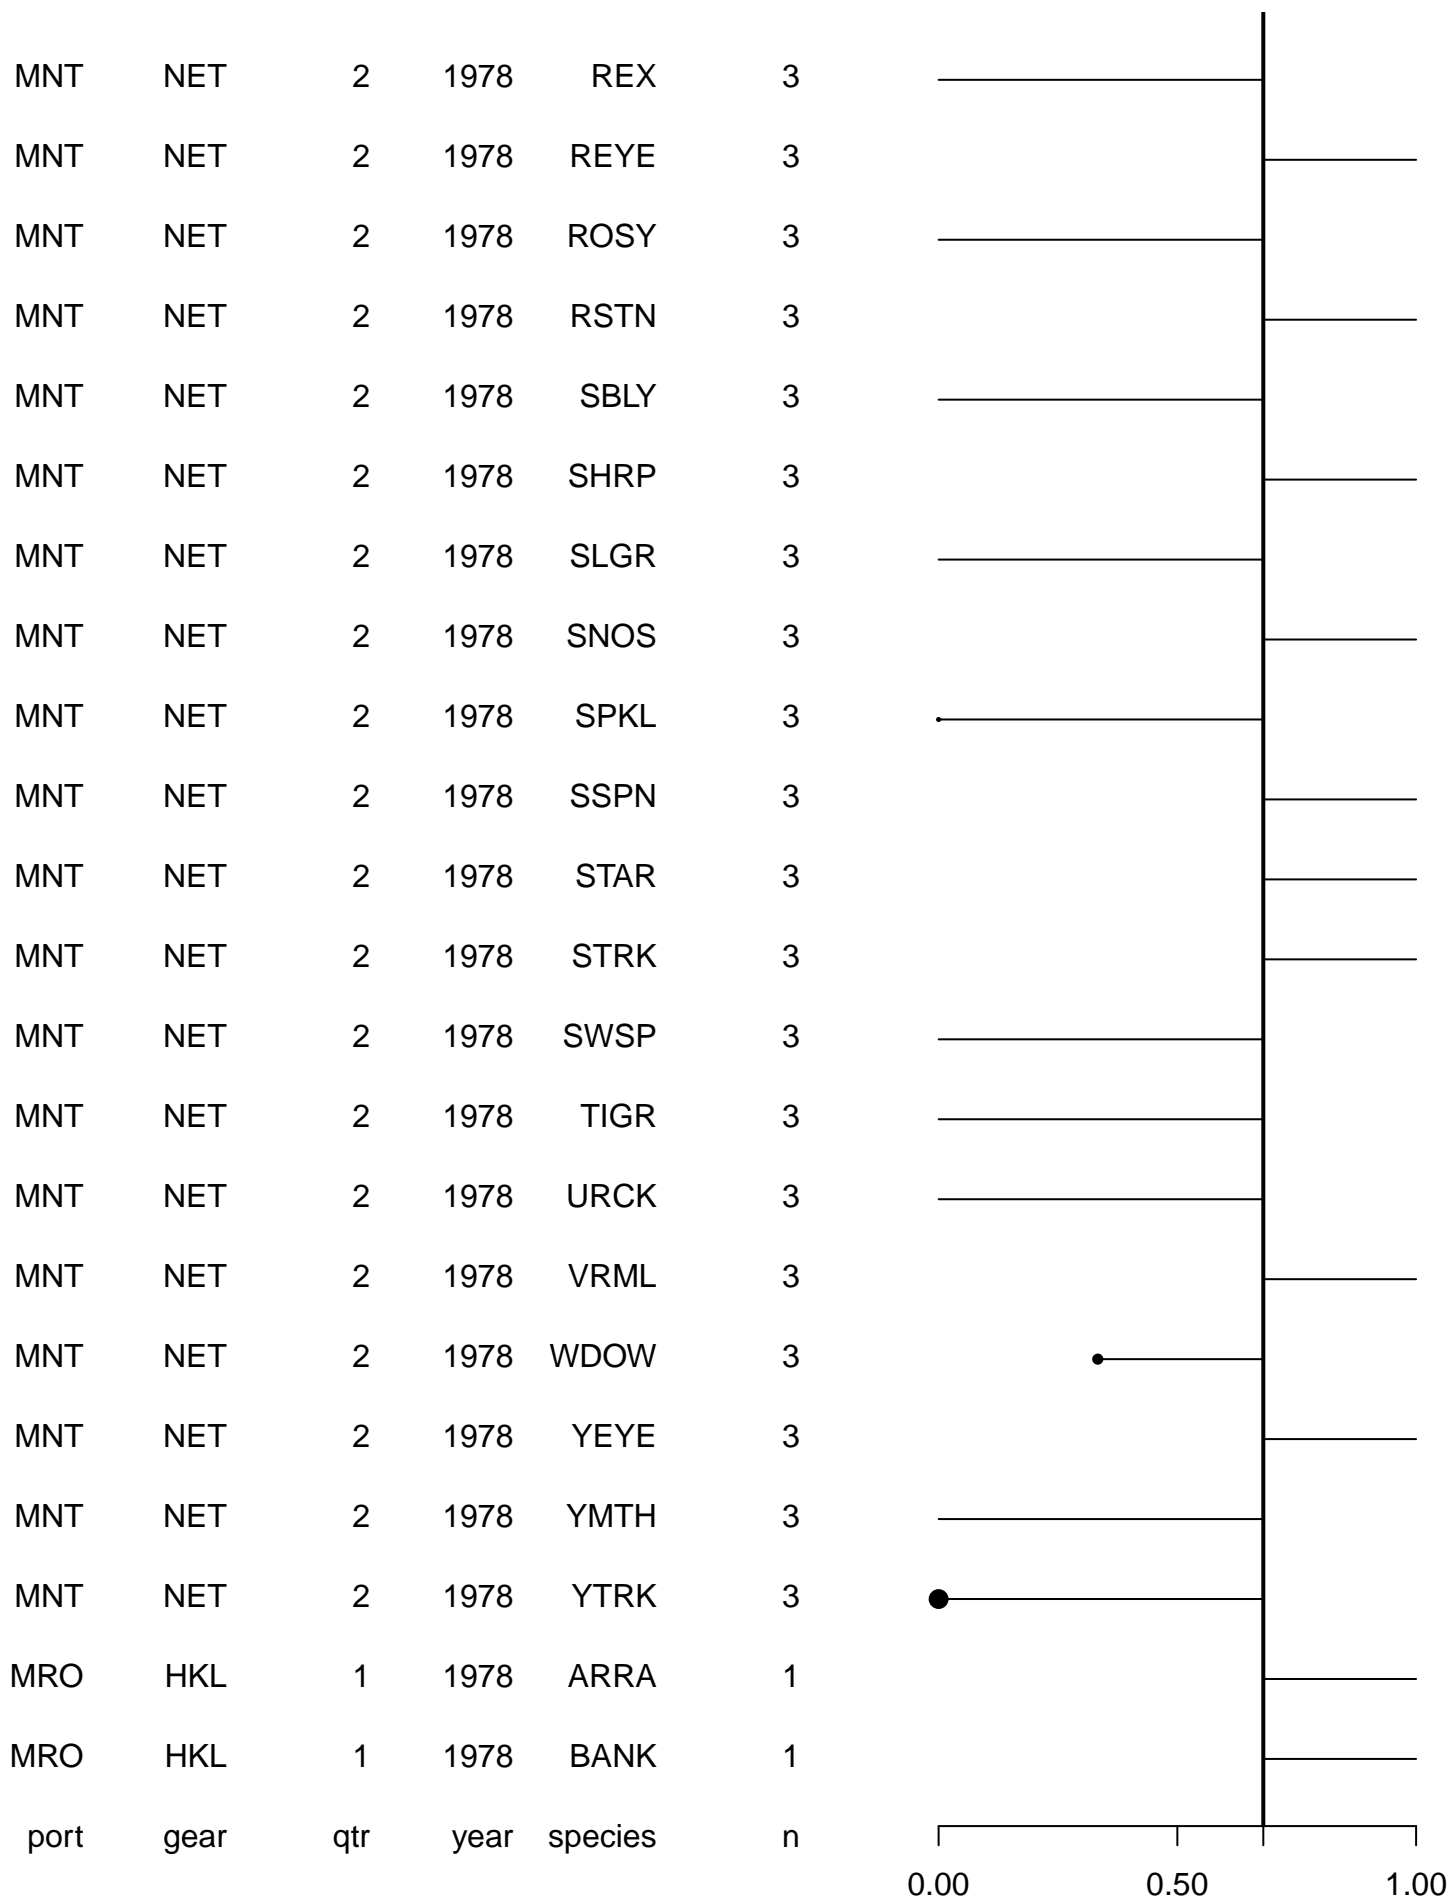 MNT NET 2 1978 REX 3
MNT NET 2 1978 REYE 3
MNT NET 2 1978 ROSY 3
MNT NET 2 1978 RSTN 3
MNT NET 2 1978 SBLY 3
MNT NET 2 1978 SHRP 3
MNT NET 2 1978 SLGR 3
MNT NET 2 1978 SNOS 3
MNT NET 2 1978 SPKL 3
MNT NET 2 1978 SSPN 3
MNT NET 2 1978 STAR 3
MNT NET 2 1978 STRK 3
MNT NET 2 1978 SWSP 3
MNT NET 2 1978 TIGR 3
MNT NET 2 1978 URCK 3
MNT NET 2 1978 VRML 3
MNT NET 2 1978 WDOW 3
MNT NET 2 1978 YEYE 3
MNT NET 2 1978 YMTH 3
MNT NET 2 1978 YTRK 3
MRO HKL 1 1978 ARRA 1
MRO HKL 1 1978 BANK 1
port gear qtr year species n
0.00 0.50 1.00